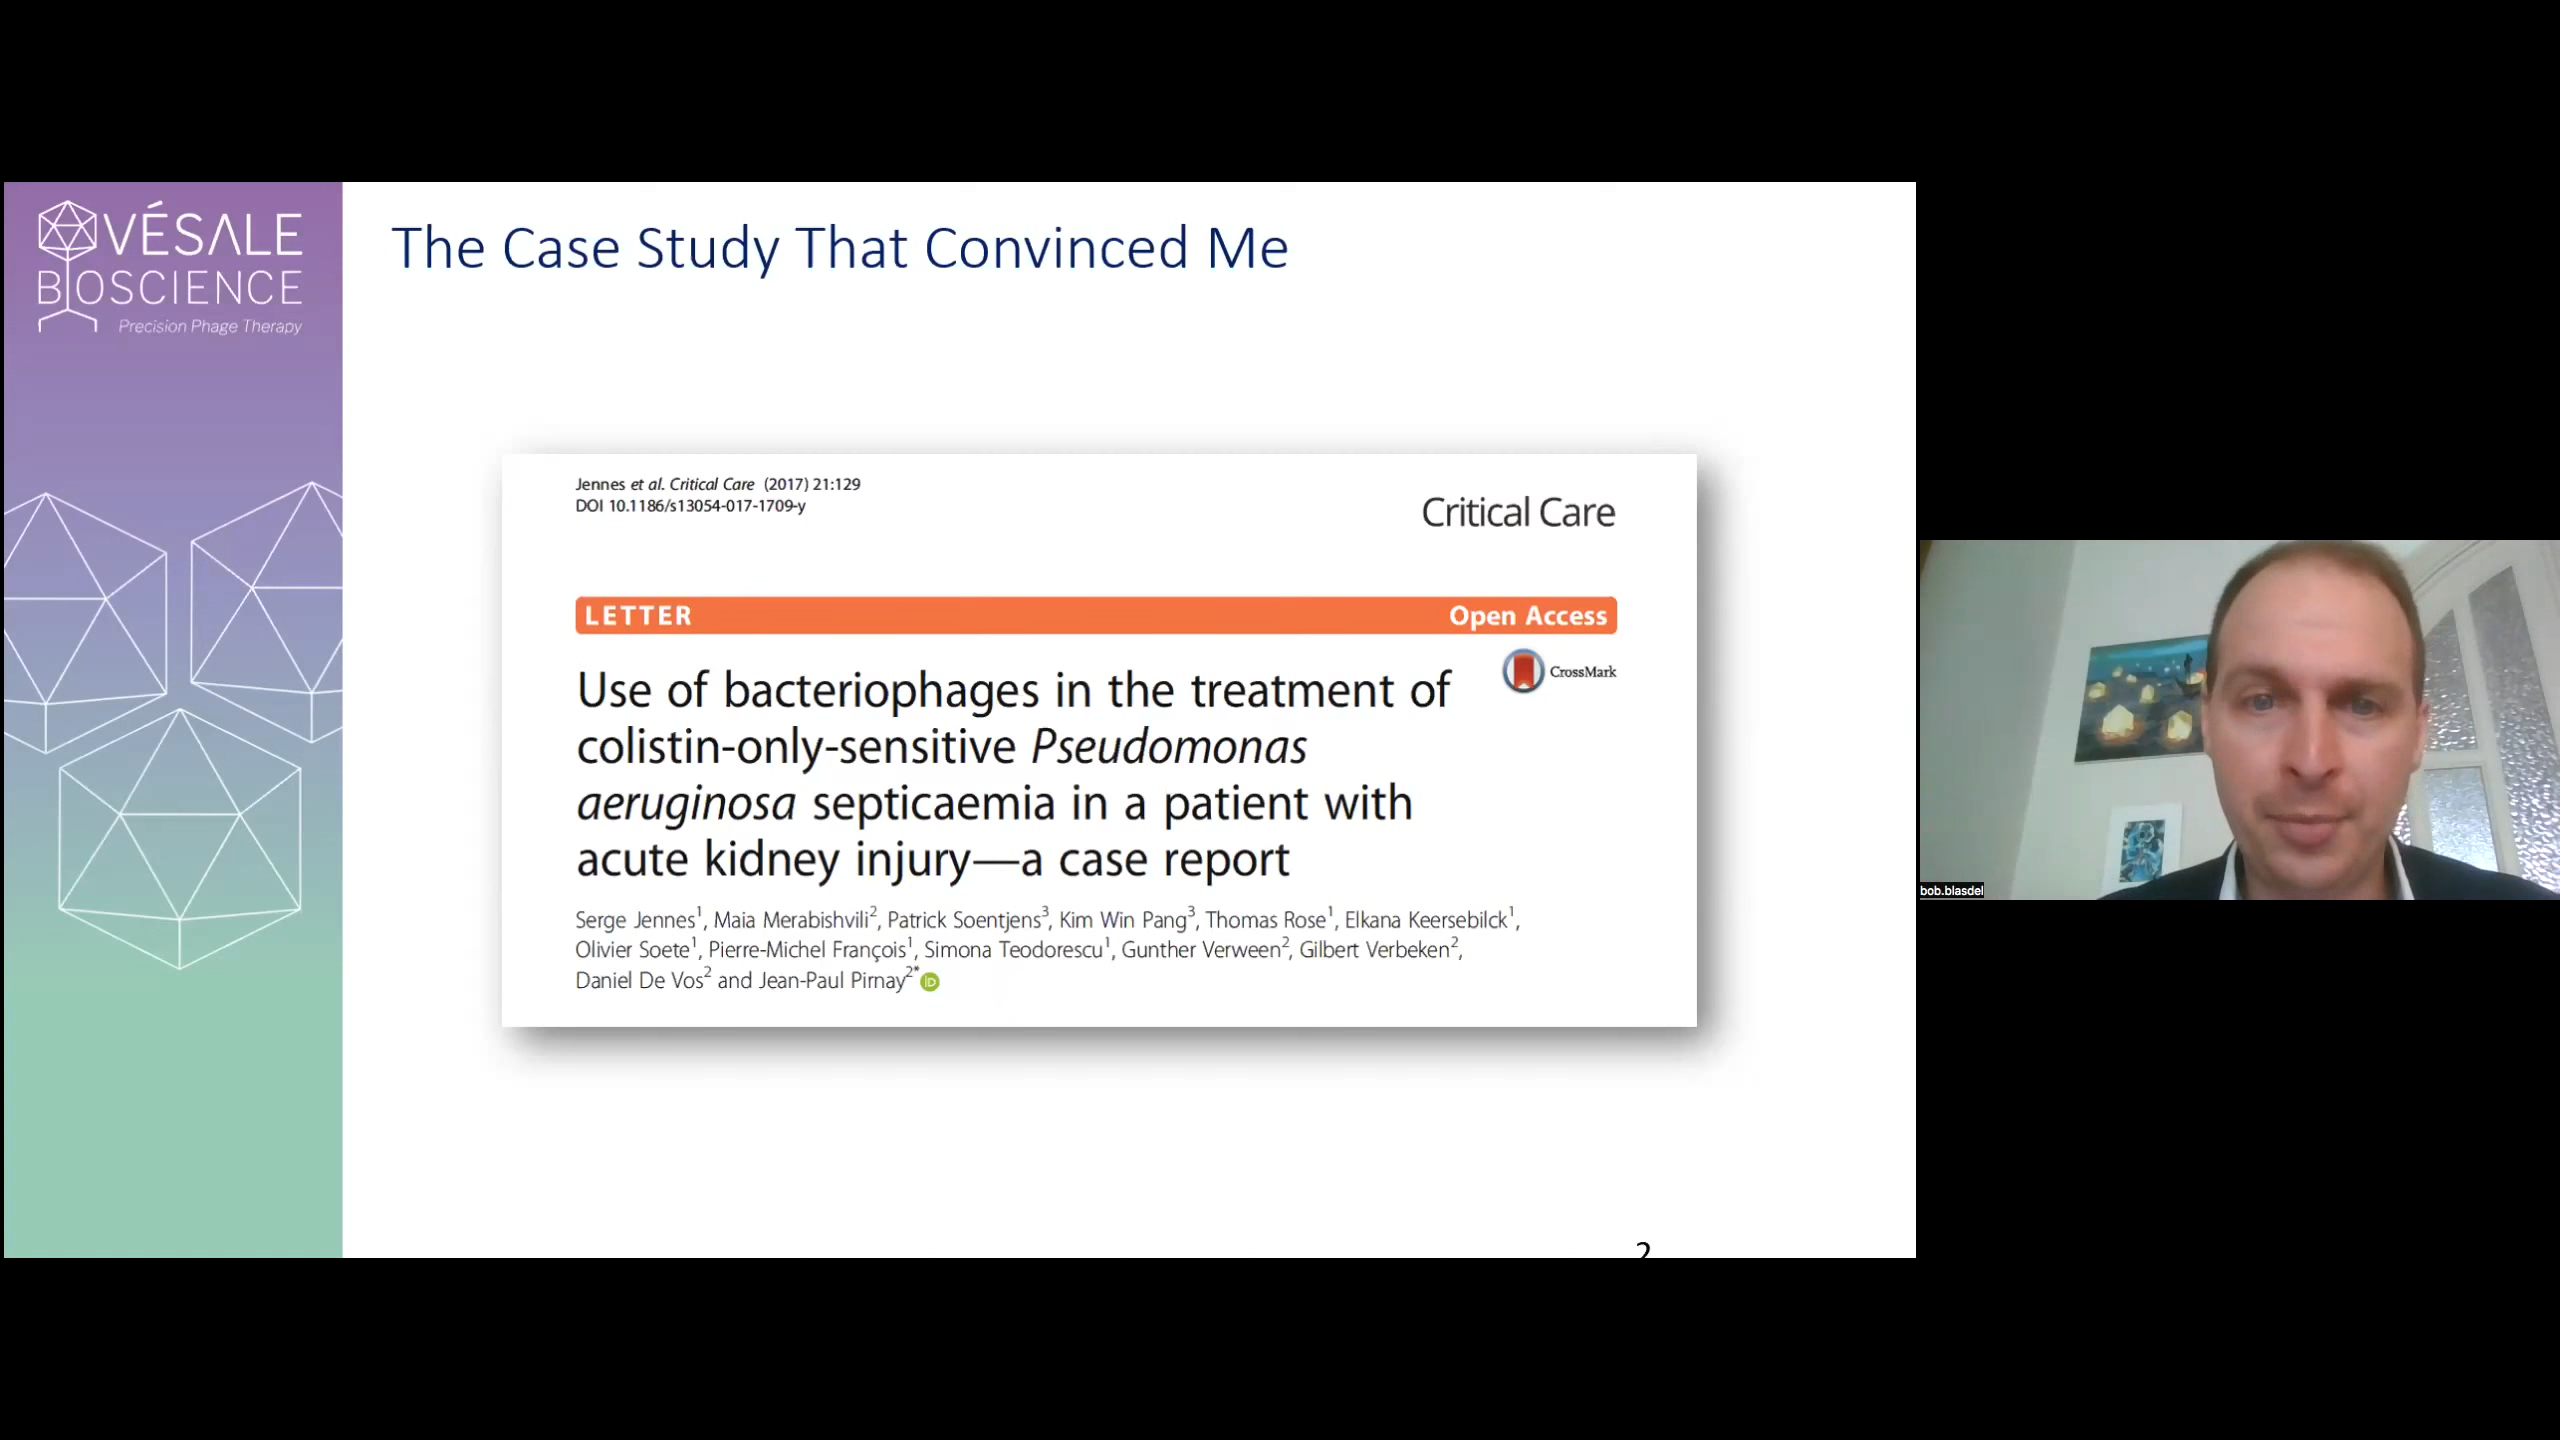 VÉSALE
BIOSCIENCE
Precision Phage Therapy
The Case Study That Convinced Me
Jennes et al. Critical Care (2017) 21:129
DOI 10.1186/s13054-017-1709-y
Critical Care
LETTER Open Access
CrossMark
Use of bacteriophages in the treatment of
colistin-only-sensitive Pseudomonas
aeruginosa septicaemia in a patient with
acute kidney injury—a case report
Serge Jennes1, Maia Merabishvili2, Patrick Soentjens3, Kim Win Pang3, Thomas Rose1, Elkana Keersebilck1,
Olivier Soete1, Pierre-Michel François1, Simona Teodorescu1, Gunther Verween2, Gilbert Verbeken2,
Daniel De Vos2 and Jean-Paul Pirnay2* iD
2
bob.blasdel